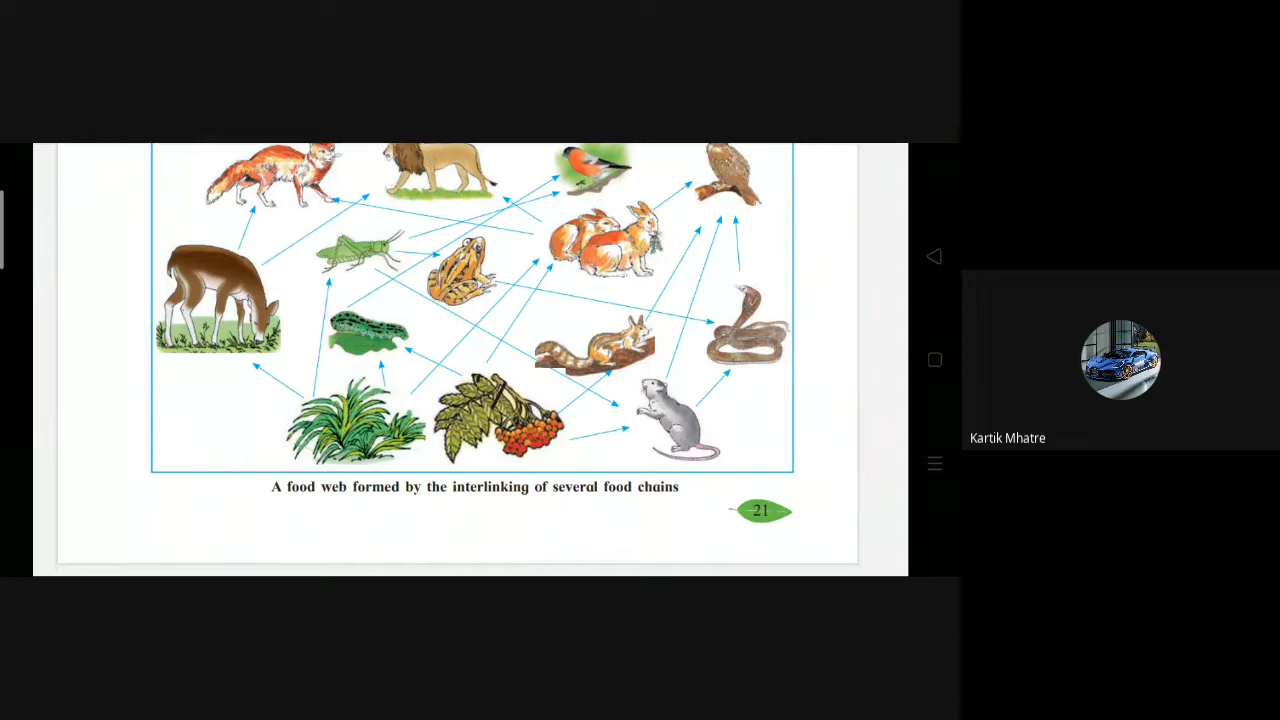 A food web formed by the interlinking of several food chains
21
Kartik Mhatre